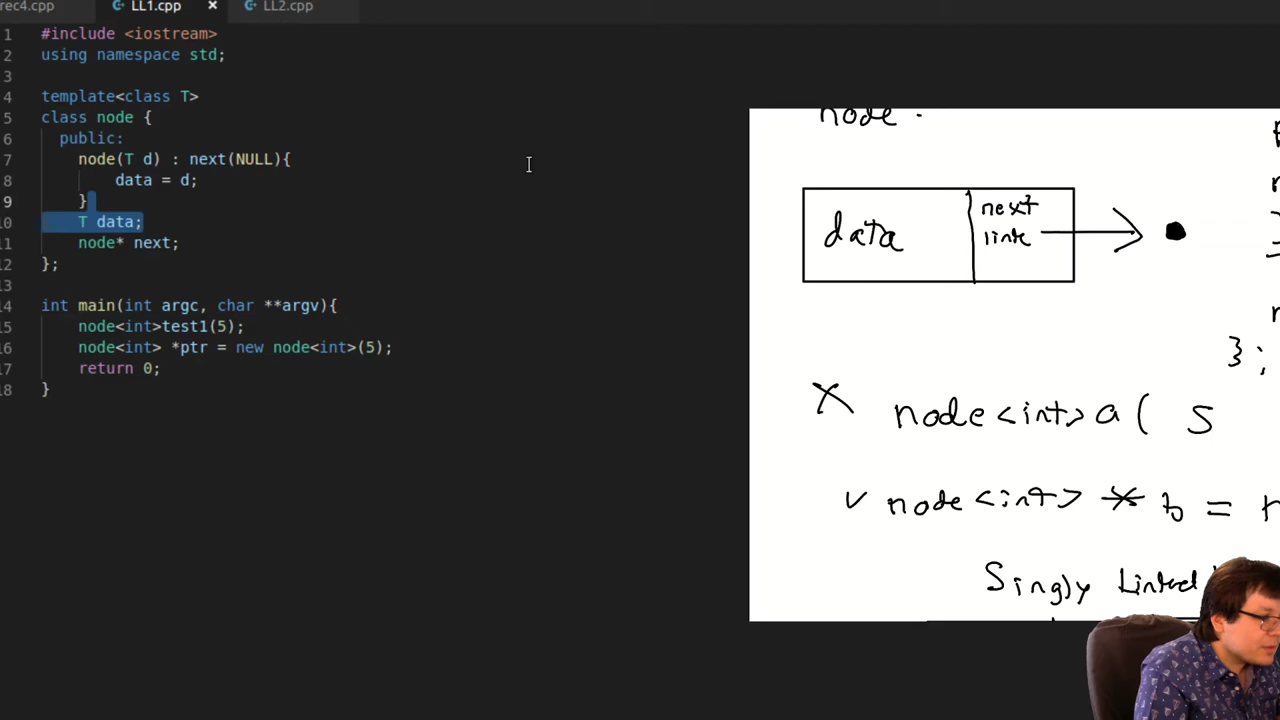 rec4.cpp LL1.cpp × LL2.cpp
1 #include <iostream>
2 using namespace std;
3
4 template<class T>
5 class node {
6 public:
7 node(T d) : next(NULL){
8 data = d;
9 }
10 T data;
11 node* next;
12 };
13
14 int main(int argc, char **argv){
15 node<int>test1(5);
16 node<int> *ptr = new node<int>(5);
17 return 0;
18 }
node.
data
next
link
};
X node<int> a( 5
✓ node<int> * b =
Singly Linked